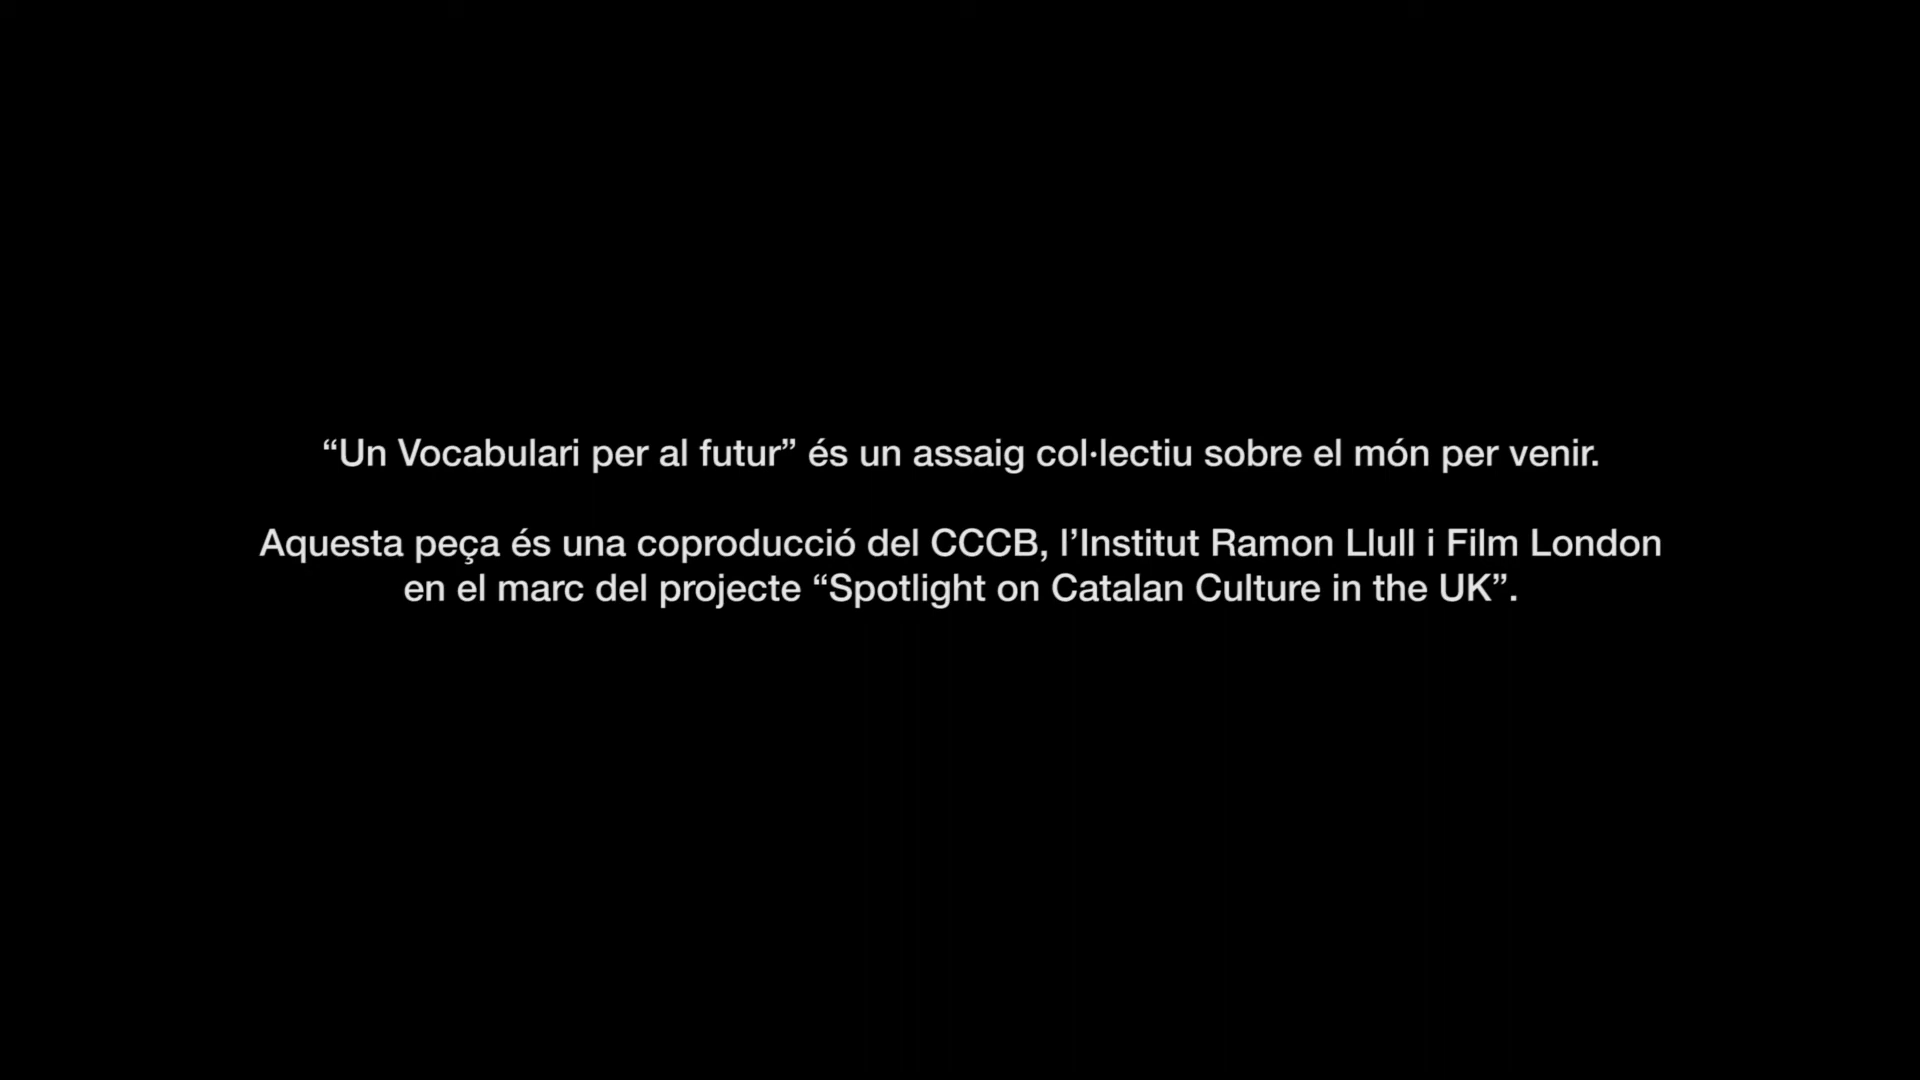 “Un Vocabulari per al futur” és un assaig col·lectiu sobre el món per venir.
Aquesta peça és una coproducció del CCCB, l’Institut Ramon Llull i Film London
en el marc del projecte “Spotlight on Catalan Culture in the UK”.